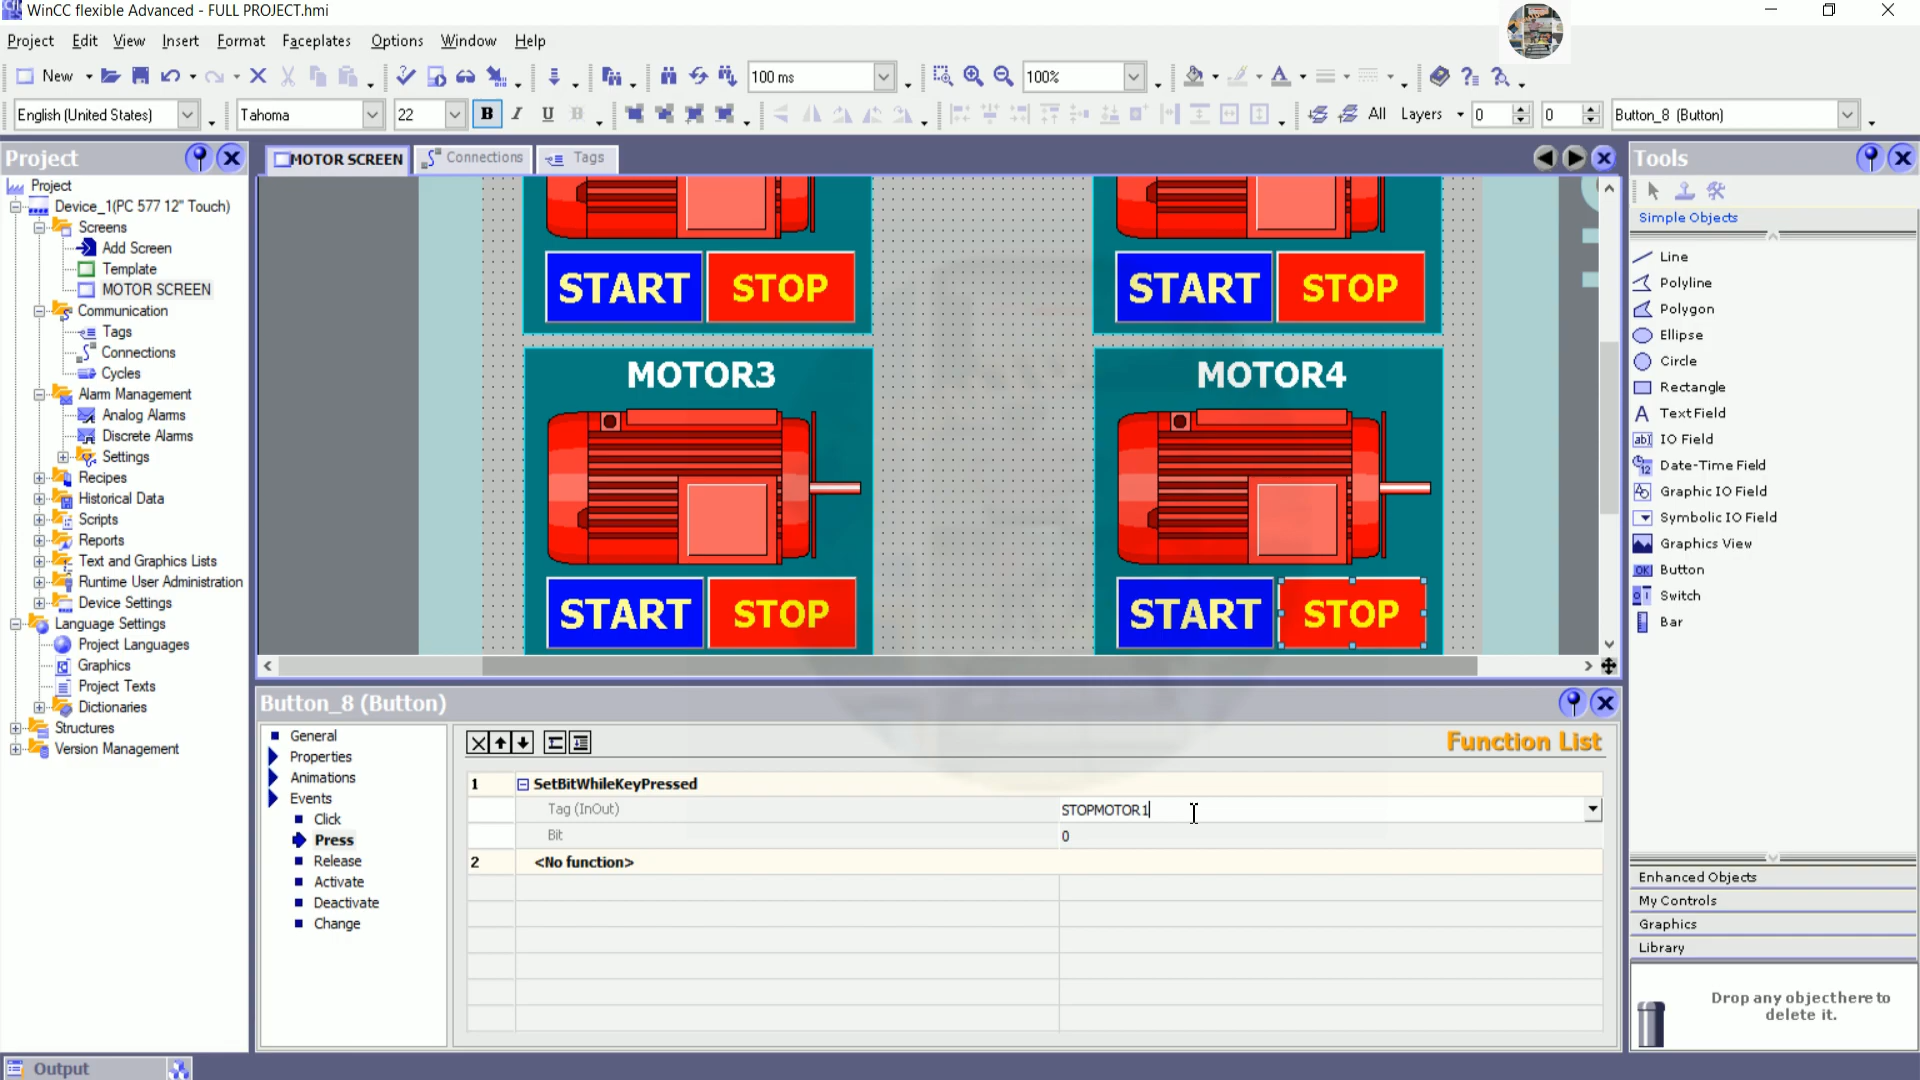 WinCC flexible Advanced - FULL PROJECT.hmi
Project Edit View Insert Format Faceplates Options Window Help
New 100 ms 100%
English (United States) Tahoma 22 B I U B All Layers 0 0 Button_8 (Button)
Project
Project
Device_1(PC 577 12" Touch)
Screens
Add Screen
Template
MOTOR SCREEN
Communication
Tags
Connections
Cycles
Alarm Management
Analog Alarms
Discrete Alarms
Settings
Recipes
Historical Data
Scripts
Reports
Text and Graphics Lists
Runtime User Administration
Device Settings
Language Settings
Project Languages
Graphics
Project Texts
Dictionaries
Structures
Version Management
MOTOR SCREEN Connections Tags
START STOP START STOP
MOTOR3 MOTOR4
START STOP START STOP
Button_8 (Button)
General
Properties
Animations
Events
Click
Press
Release
Activate
Deactivate
Change
Function List
1 SetBitWhileKeyPressed
Tag (InOut) STOPMOTOR1
Bit 0
2 <No function>
Tools
Simple Objects
Line
Polyline
Polygon
Ellipse
Circle
Rectangle
A TextField
IO Field
Date-Time Field
Graphic IO Field
Symbolic IO Field
Graphics View
OK Button
Switch
Bar
Enhanced Objects
My Controls
Graphics
Library
Drop any objecthere to
delete it.
Output